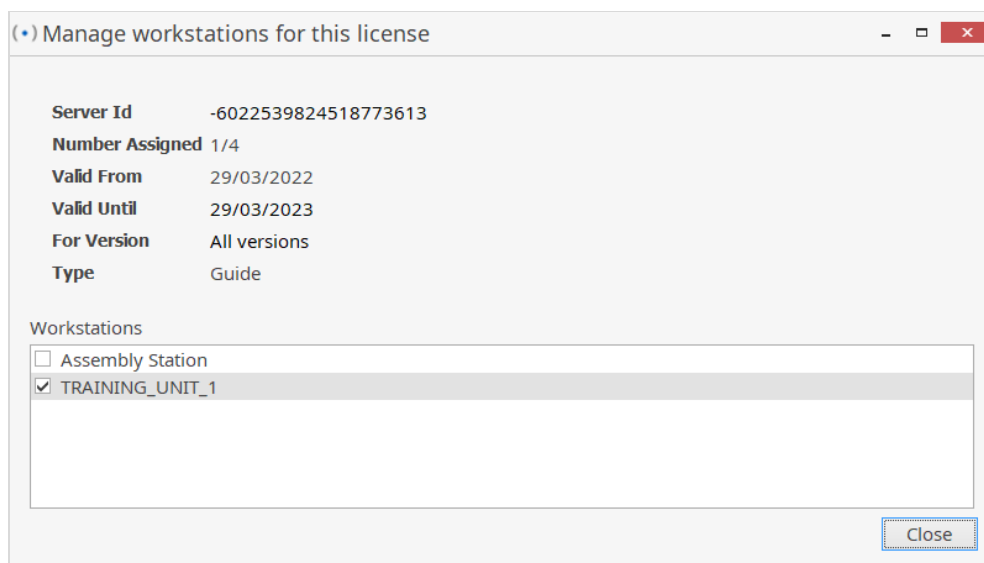 Manage workstations for this license
Server Id -6022539824518773613
Number Assigned 1/4
Valid From 29/03/2022
Valid Until 29/03/2023
For Version All versions
Type Guide
Workstations
Assembly Station
TRAINING_UNIT_1
Close